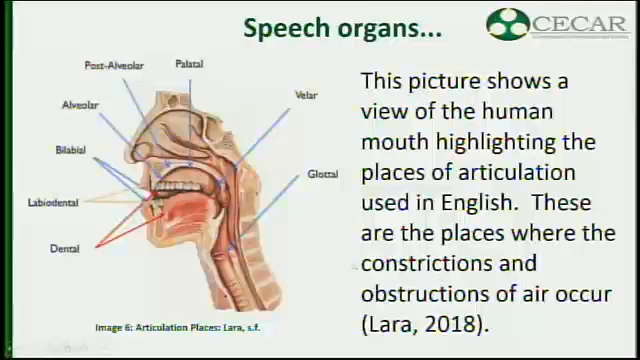 Speech organs...
CECAR
Post-Alveolar
Palatal
Alveolar
Velar
Bilabial
Glottal
Labiodental
Dental
Image 6: Articulation Places: Lara, s.f.
This picture shows a
view of the human
mouth highlighting the
places of articulation
used in English. These
are the places where the
constrictions and
obstructions of air occur
(Lara, 2018).